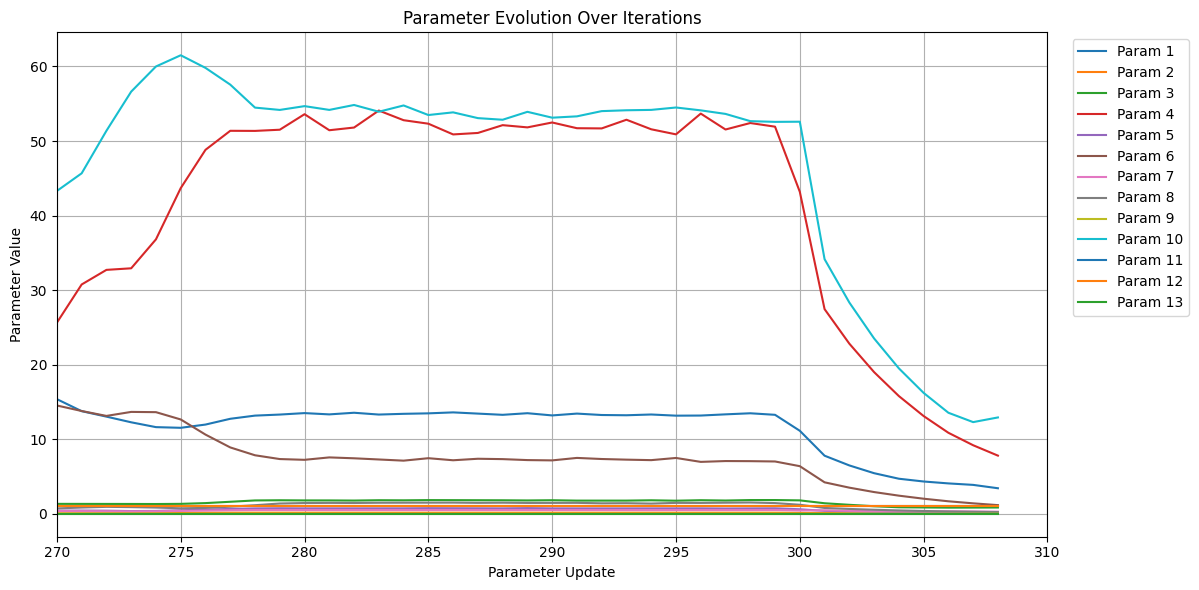 Parameter Evolution Over Iterations
Parameter Value
60
50
40
30
20
10
0
270 275 280 285 290 295 300 305 310
Parameter Update
Param 1
Param 2
Param 3
Param 4
Param 5
Param 6
Param 7
Param 8
Param 9
Param 10
Param 11
Param 12
Param 13